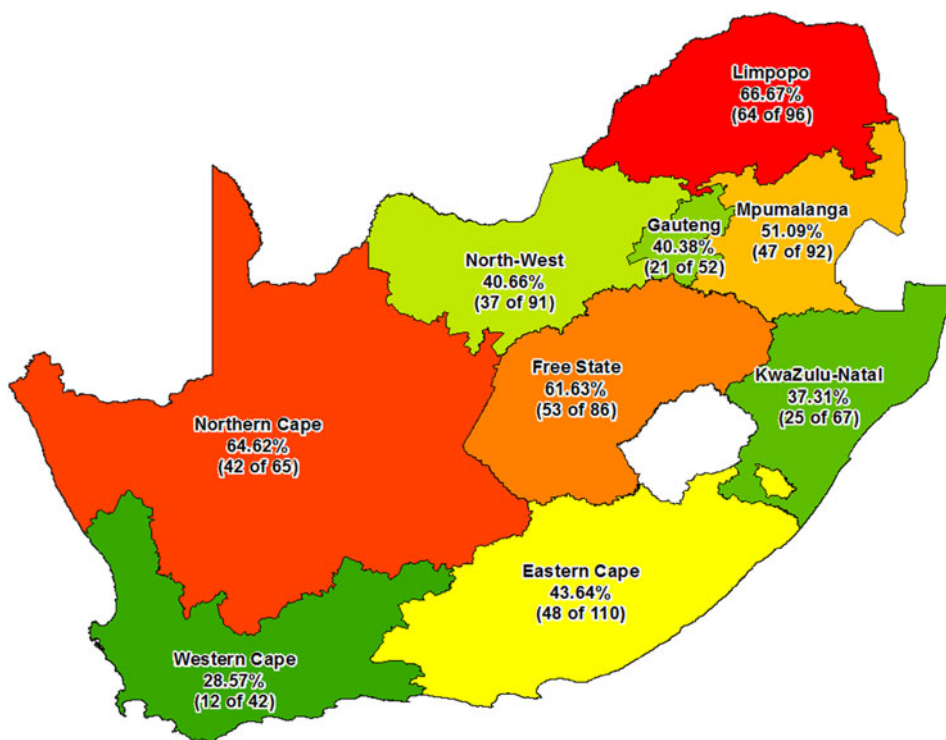 Limpopo
66.67%
(64 of 96)
Mpumalanga
51.09%
(47 of 92)
Gauteng
40.38%
(21 of 52)
North-West
40.66%
(37 of 91)
Free State
61.63%
(53 of 86)
KwaZulu-Natal
37.31%
(25 of 67)
Northern Cape
64.62%
(42 of 65)
Eastern Cape
43.64%
(48 of 110)
Western Cape
28.57%
(12 of 42)